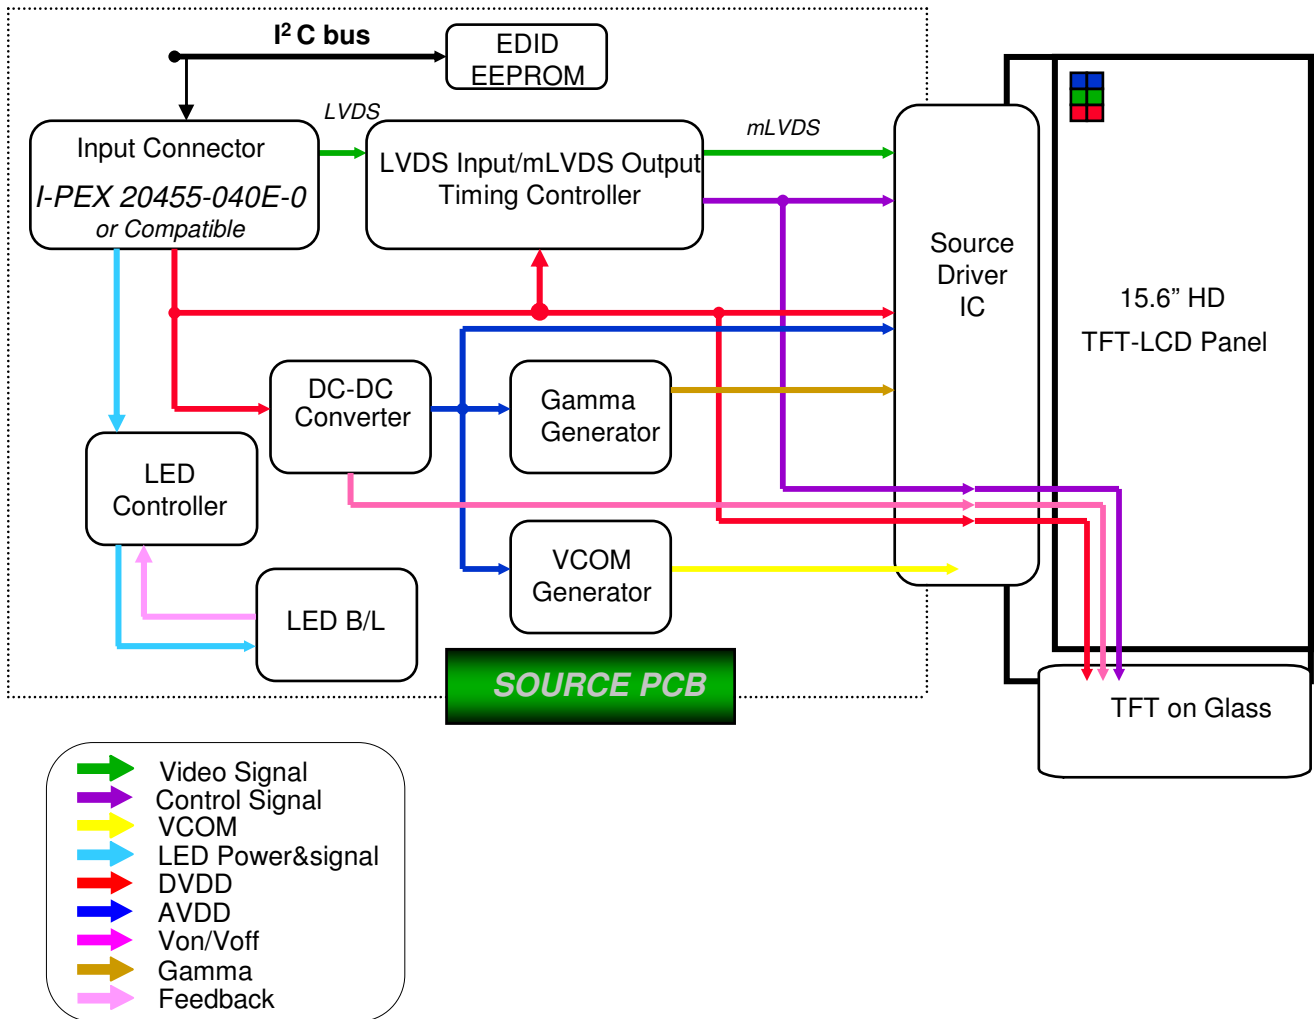 I² C bus
EDID
EEPROM
LVDS
mLVDS
Input Connector
I-PEX 20455-040E-0
or Compatible
LVDS Input/mLVDS Output
Timing Controller
Source
Driver
IC
15.6” HD
TFT-LCD Panel
DC-DC
Converter
Gamma
Generator
LED
Controller
VCOM
Generator
LED B/L
SOURCE PCB
TFT on Glass
Video Signal
Control Signal
VCOM
LED Power&signal
DVDD
AVDD
Von/Voff
Gamma
Feedback